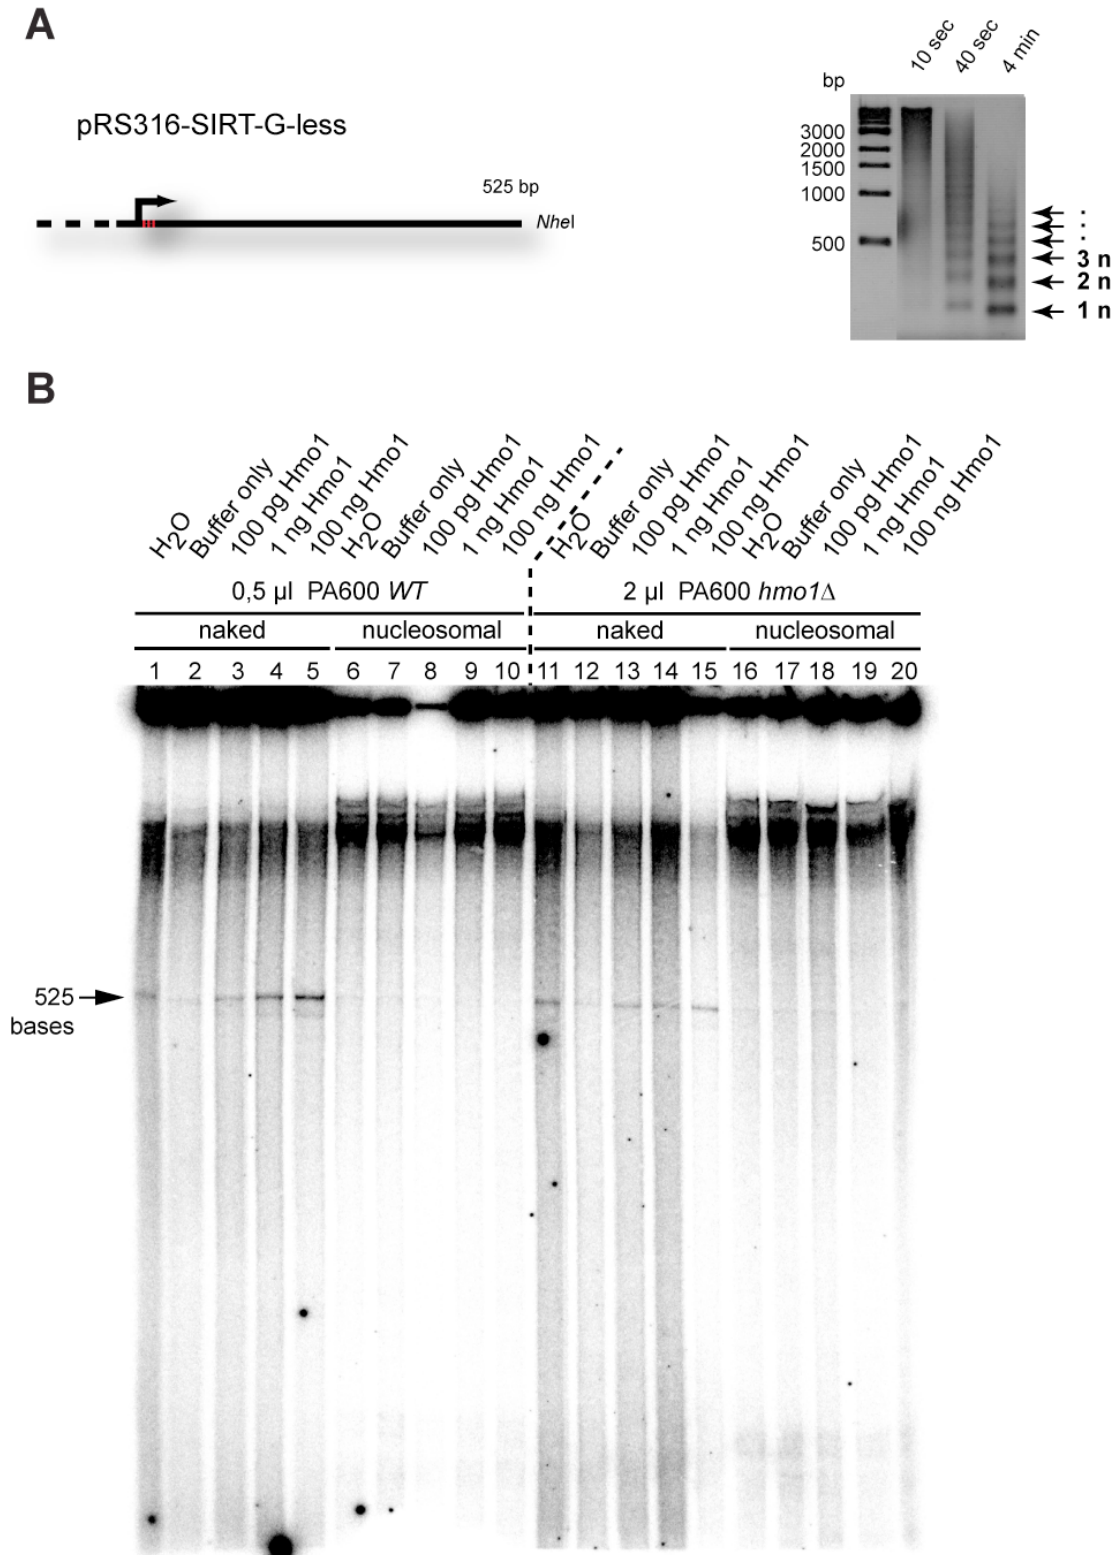 A
pRS316-SIRT-G-less
525 bp
NheI
bp
10 sec
40 sec
4 min
3000
2000
1500
1000
500
.
.
.
3 n
2 n
1 n
B
H2O
Buffer only
100 pg Hmo1
1 ng Hmo1
100 ng Hmo1
H2O
Buffer only
100 pg Hmo1
1 ng Hmo1
100 ng Hmo1
H2O
Buffer only
100 pg Hmo1
1 ng Hmo1
100 ng Hmo1
H2O
Buffer only
100 pg Hmo1
1 ng Hmo1
100 ng Hmo1
0,5 µl PA600 WT
2 µl PA600 hmo1Δ
naked nucleosomal naked nucleosomal
1 2 3 4 5 6 7 8 9 10 11 12 13 14 15 16 17 18 19 20
525
bases